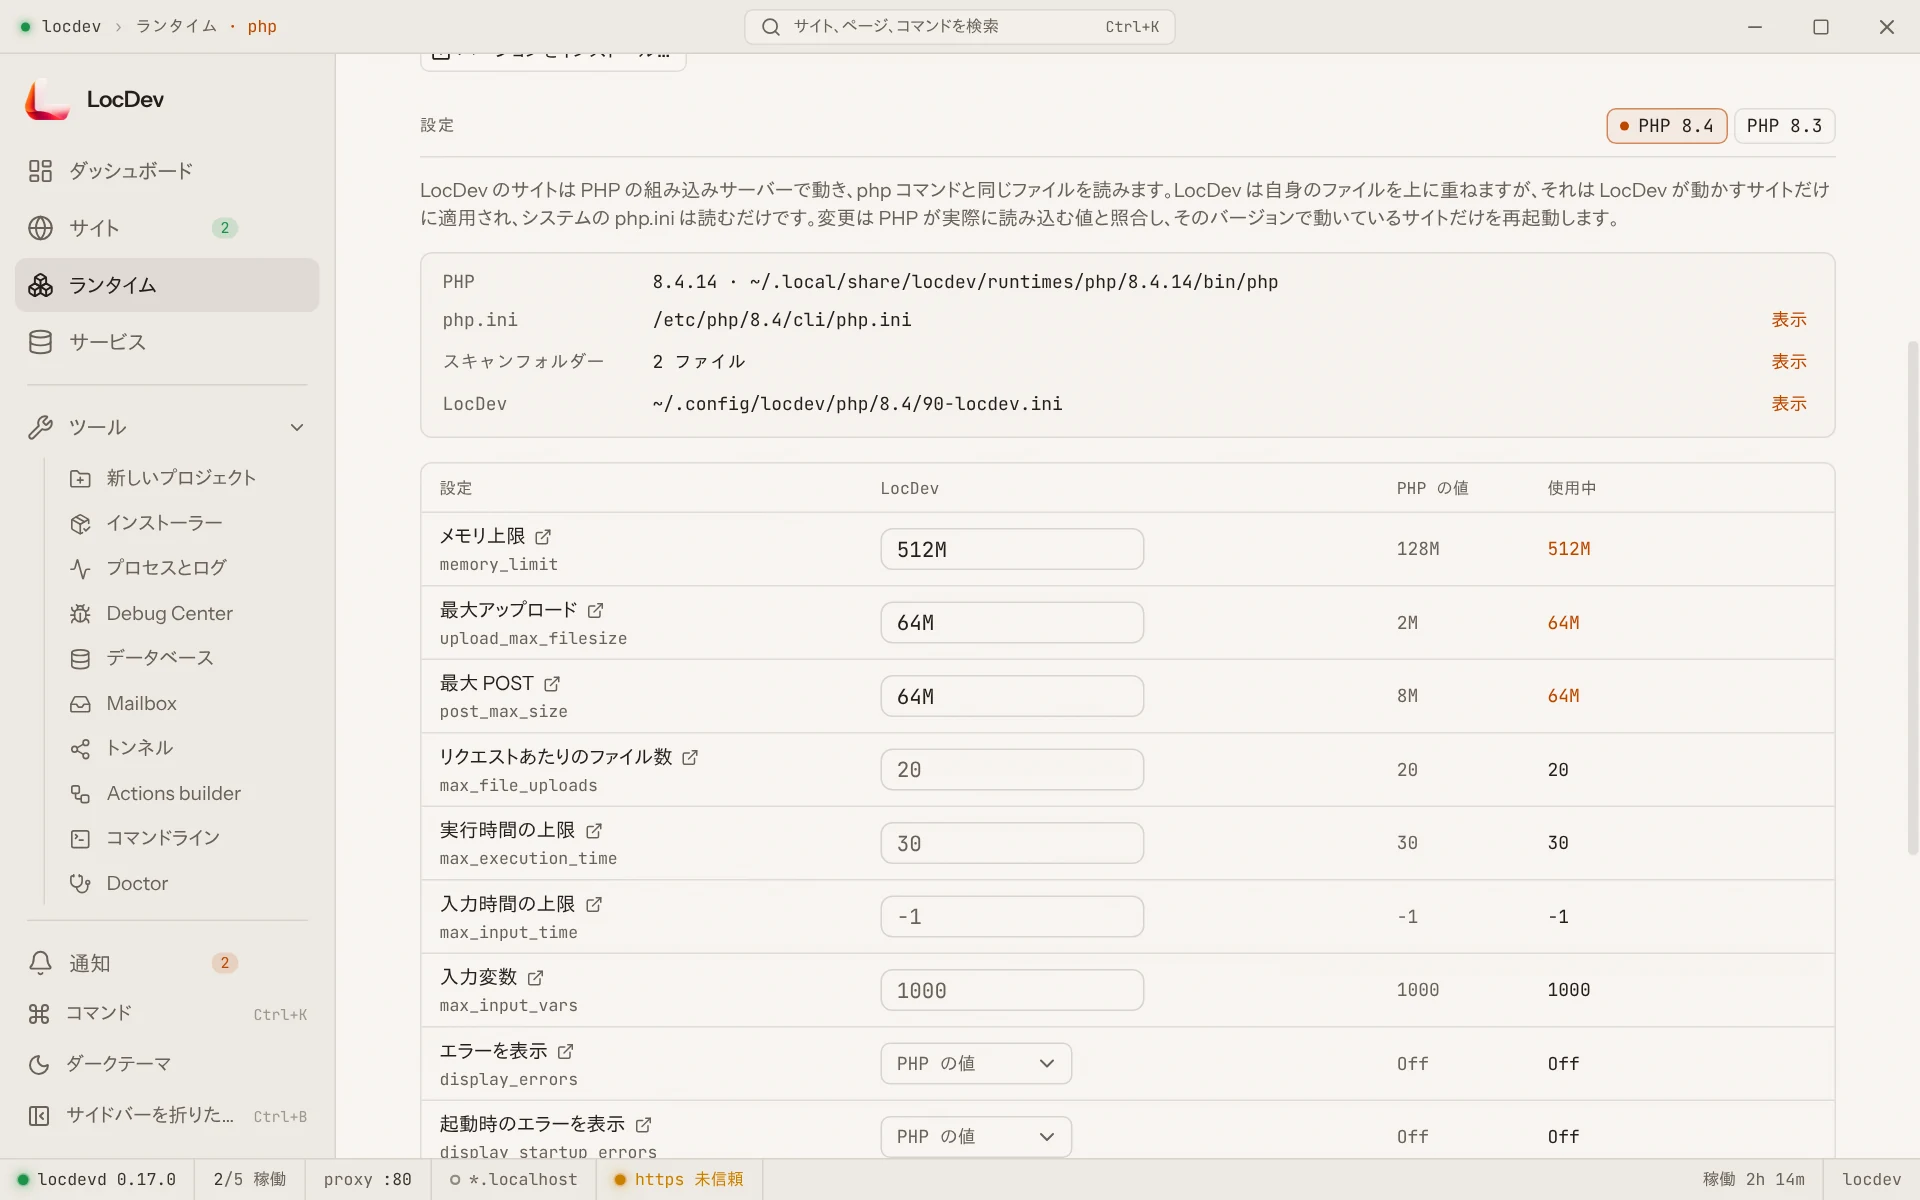 locdev › ランタイム · php
サイト、ページ、コマンドを検索 Ctrl+K
LocDev
ダッシュボード
サイト 2
ランタイム
サービス
ツール
新しいプロジェクト
インストーラー
プロセスとログ
Debug Center
データベース
Mailbox
トンネル
Actions builder
コマンドライン
Doctor
通知 2
コマンド Ctrl+K
ダークテーマ
サイドバーを折りた… Ctrl+B
設定
PHP 8.4 PHP 8.3
LocDev のサイトは PHP の組み込みサーバーで動き、php コマンドと同じファイルを読みます。LocDev は自身のファイルを上に重ねますが、それは LocDev が動かすサイトだけ
に適用され、システムの php.ini は読むだけです。変更は PHP が実際に読み込む値と照合し、そのバージョンで動いているサイトだけを再起動します。
PHP 8.4.14 · ~/.local/share/locdev/runtimes/php/8.4.14/bin/php
php.ini /etc/php/8.4/cli/php.ini 表示
スキャンフォルダー 2 ファイル 表示
LocDev ~/.config/locdev/php/8.4/90-locdev.ini 表示
設定 LocDev PHP の値 使用中
メモリ上限
memory_limit
512M 128M 512M
最大アップロード
upload_max_filesize
64M 2M 64M
最大 POST
post_max_size
64M 8M 64M
リクエストあたりのファイル数
max_file_uploads
20 20 20
実行時間の上限
max_execution_time
30 30 30
入力時間の上限
max_input_time
-1 -1 -1
入力変数
max_input_vars
1000 1000 1000
エラーを表示
display_errors
PHP の値 Off Off
起動時のエラーを表示
display_startup_errors
PHP の値 Off Off
locdevd 0.17.0 2/5 稼働 proxy :80 *.localhost https 未信頼 稼働 2h 14m locdev